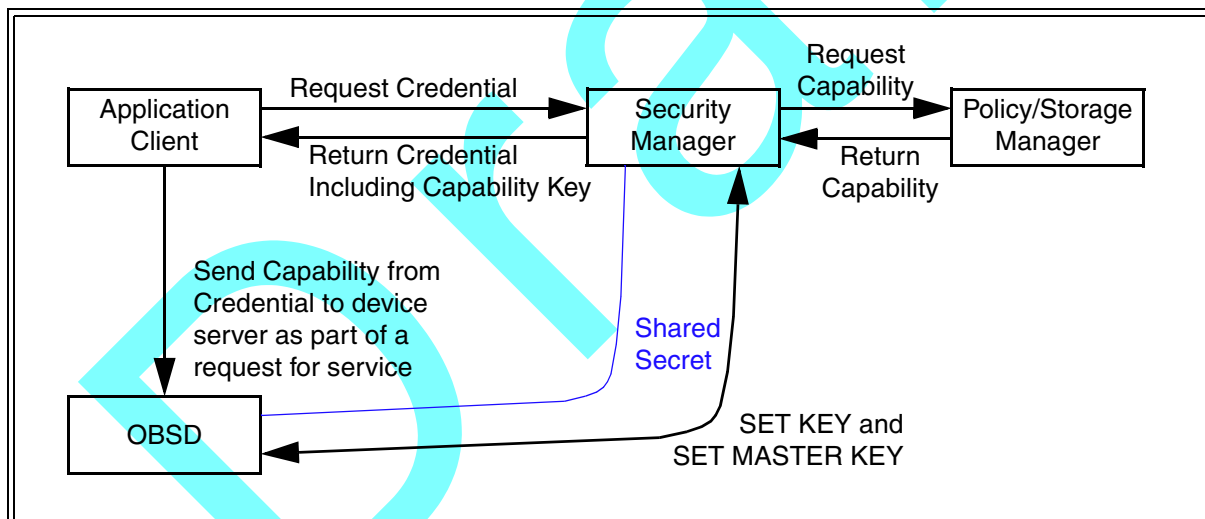 Application
Client
Request Credential
Return Credential
Including Capability Key
Security
Manager
Request
Capability
Return
Capability
Policy/Storage
Manager
Send Capability from
Credential to device
server as part of a
request for service
Shared
Secret
OBSD
SET KEY and
SET MASTER KEY